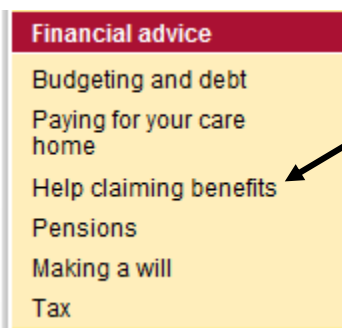 Financial advice
Budgeting and debt
Paying for your care
home
Help claiming benefits
Pensions
Making a will
Tax